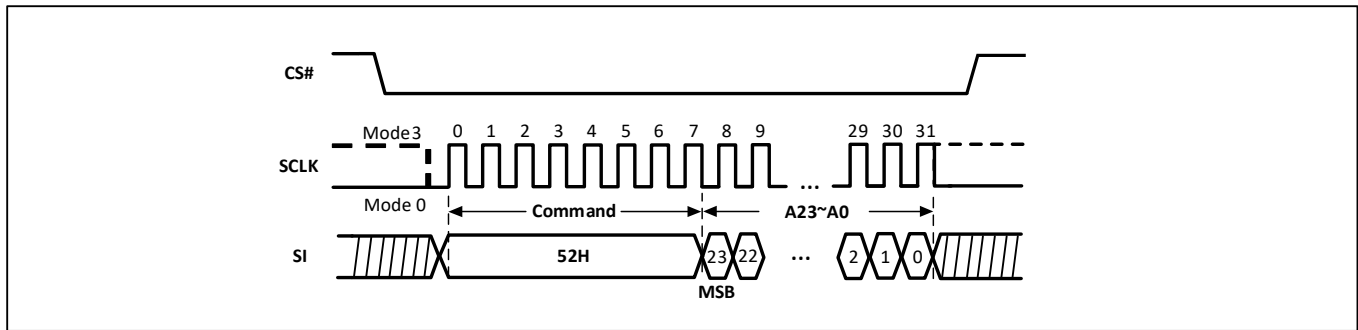 CS#
Mode3 0 1 2 3 4 5 6 7 8 9 29 30 31
SCLK
...
Mode 0 Command A23~A0
SI 52H 23 22 ... 2 1 0
MSB